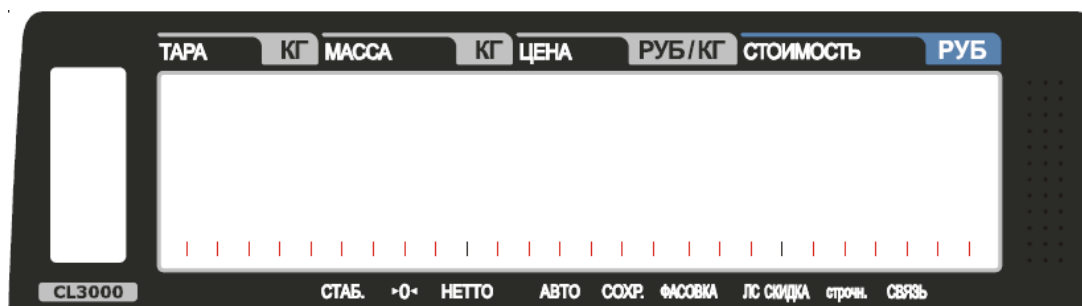 ТАРА КГ МАССА КГ ЦЕНА РУБ/КГ СТОИМОСТЬ РУБ
CL3000 СТАБ. ►0◄ НЕТТО АВТО СОХР. ФАСОВКА ЛС СКИДКА строчн. СВЯЗЬ